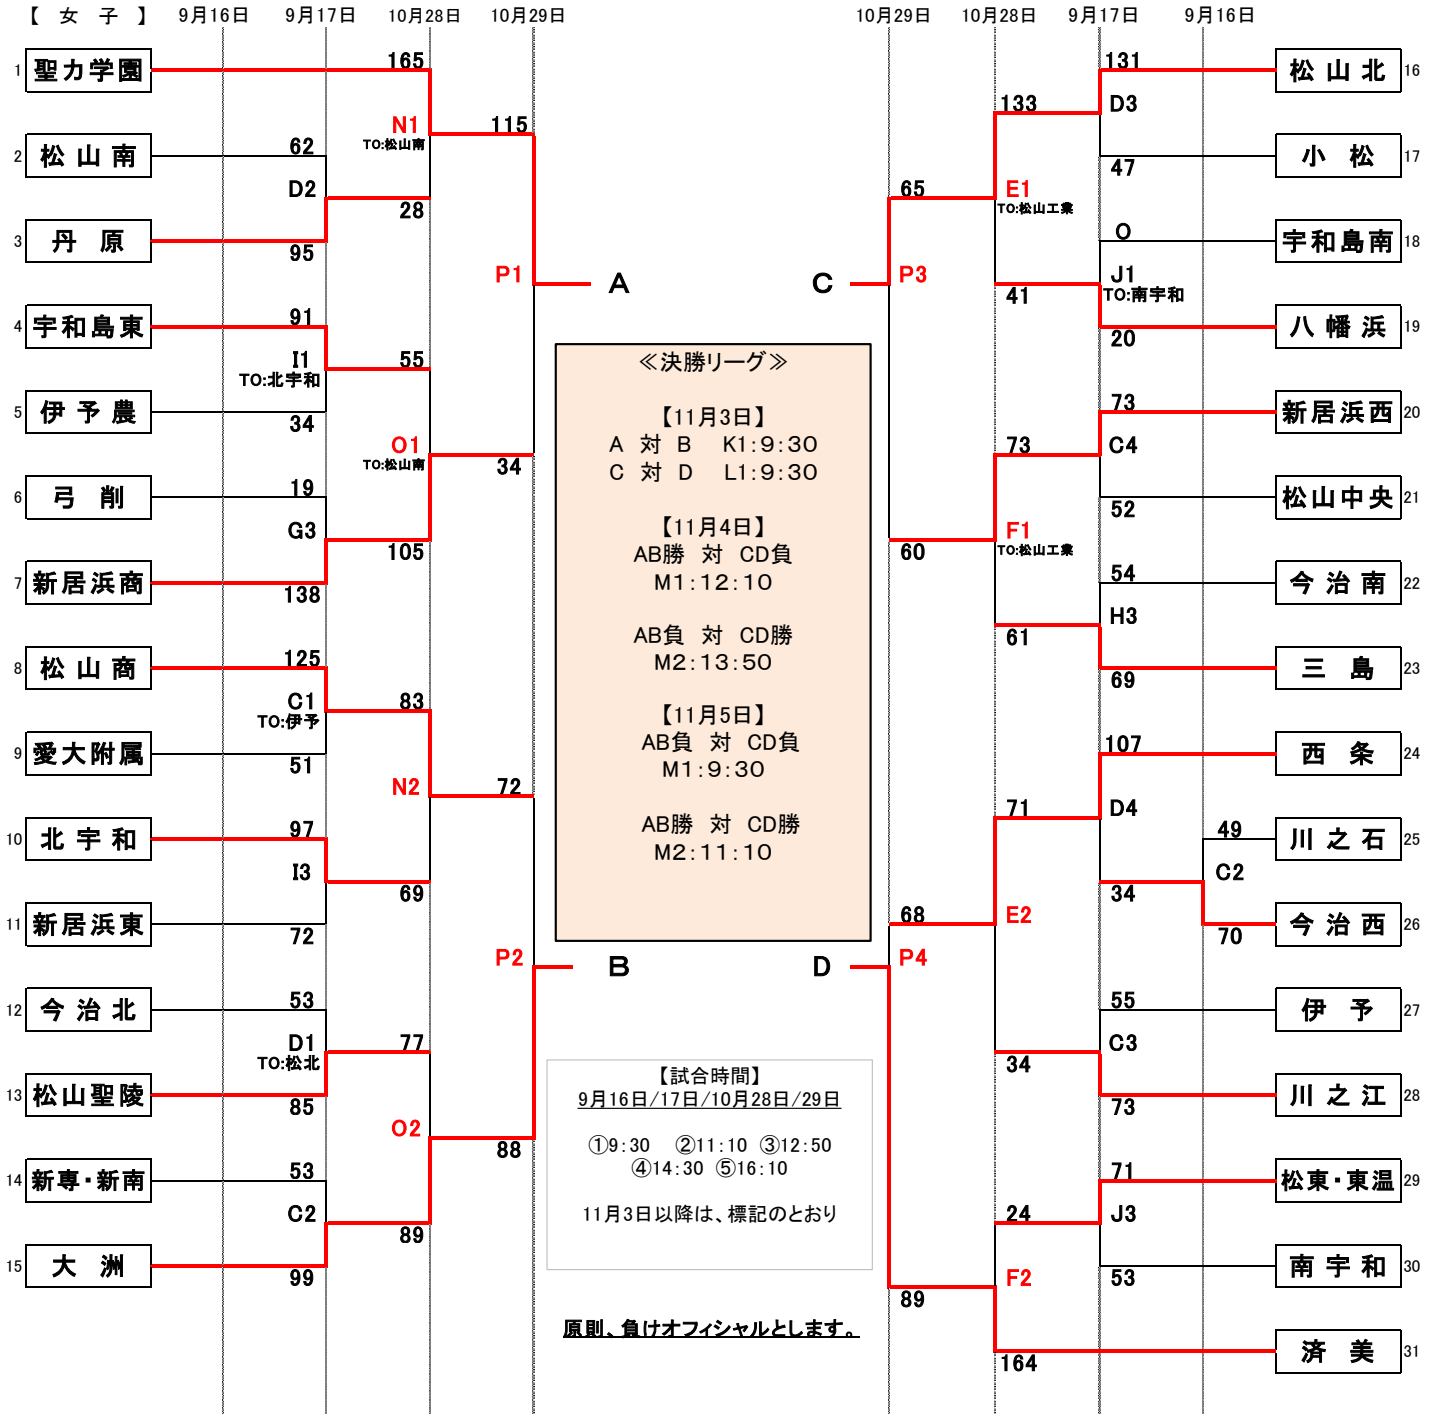 【 女 子 】 9月16日 9月17日 10月28日 10月29日 10月29日 10月28日 9月17日 9月16日
1 聖力学園 165
N1 115
TO:松山南
2 松山南 62
D2
28
3 丹原
95
P1 A
4 宇和島東 91
I1 55
TO:北宇和
5 伊予農
34
O1
TO:松山南 34
6 弓削 19
G3
105
7 新居浜商
138
8 松山商 125
C1 83
TO:伊予
9 愛大附属
51
N2 72
10 北宇和 97
I3
69
11 新居浜東
72
P2 B
12 今治北 53
D1 77
TO:松北
13 松山聖陵
85
O2
88
14 新専・新南 53
C2
89
15 大洲
99
≪決勝リーグ≫
【11月3日】
A 対 B K1:9:30
C 対 D L1:9:30
【11月4日】
AB勝 対 CD負
M1:12:10
AB負 対 CD勝
M2:13:50
【11月5日】
AB負 対 CD負
M1:9:30
AB勝 対 CD勝
M2:11:10
【試合時間】
9月16日/17日/10月28日/29日
①9:30 ②11:10 ③12:50
④14:30 ⑤16:10
11月3日以降は、標記のとおり
原則、負けオフィシャルとします。
131 松山北 16
133 D3
小松 17
47
65 E1
TO:松山工業
0 宇和島南 18
C P3 J1
41 TO:南宇和
八幡浜 19
20
73 新居浜西 20
73 C4
松山中央 21
52
F1
60 TO:松山工業
54 今治南 22
H3
61
三島 23
69
107 西条 24
71 D4
49 川之石 25
C2
34
68 E2 今治西 26
70
D P4
55 伊予 27
C3
34
川之江 28
73
71 松東・東温 29
24 J3
南宇和 30
53
F2
89
済美 31
164